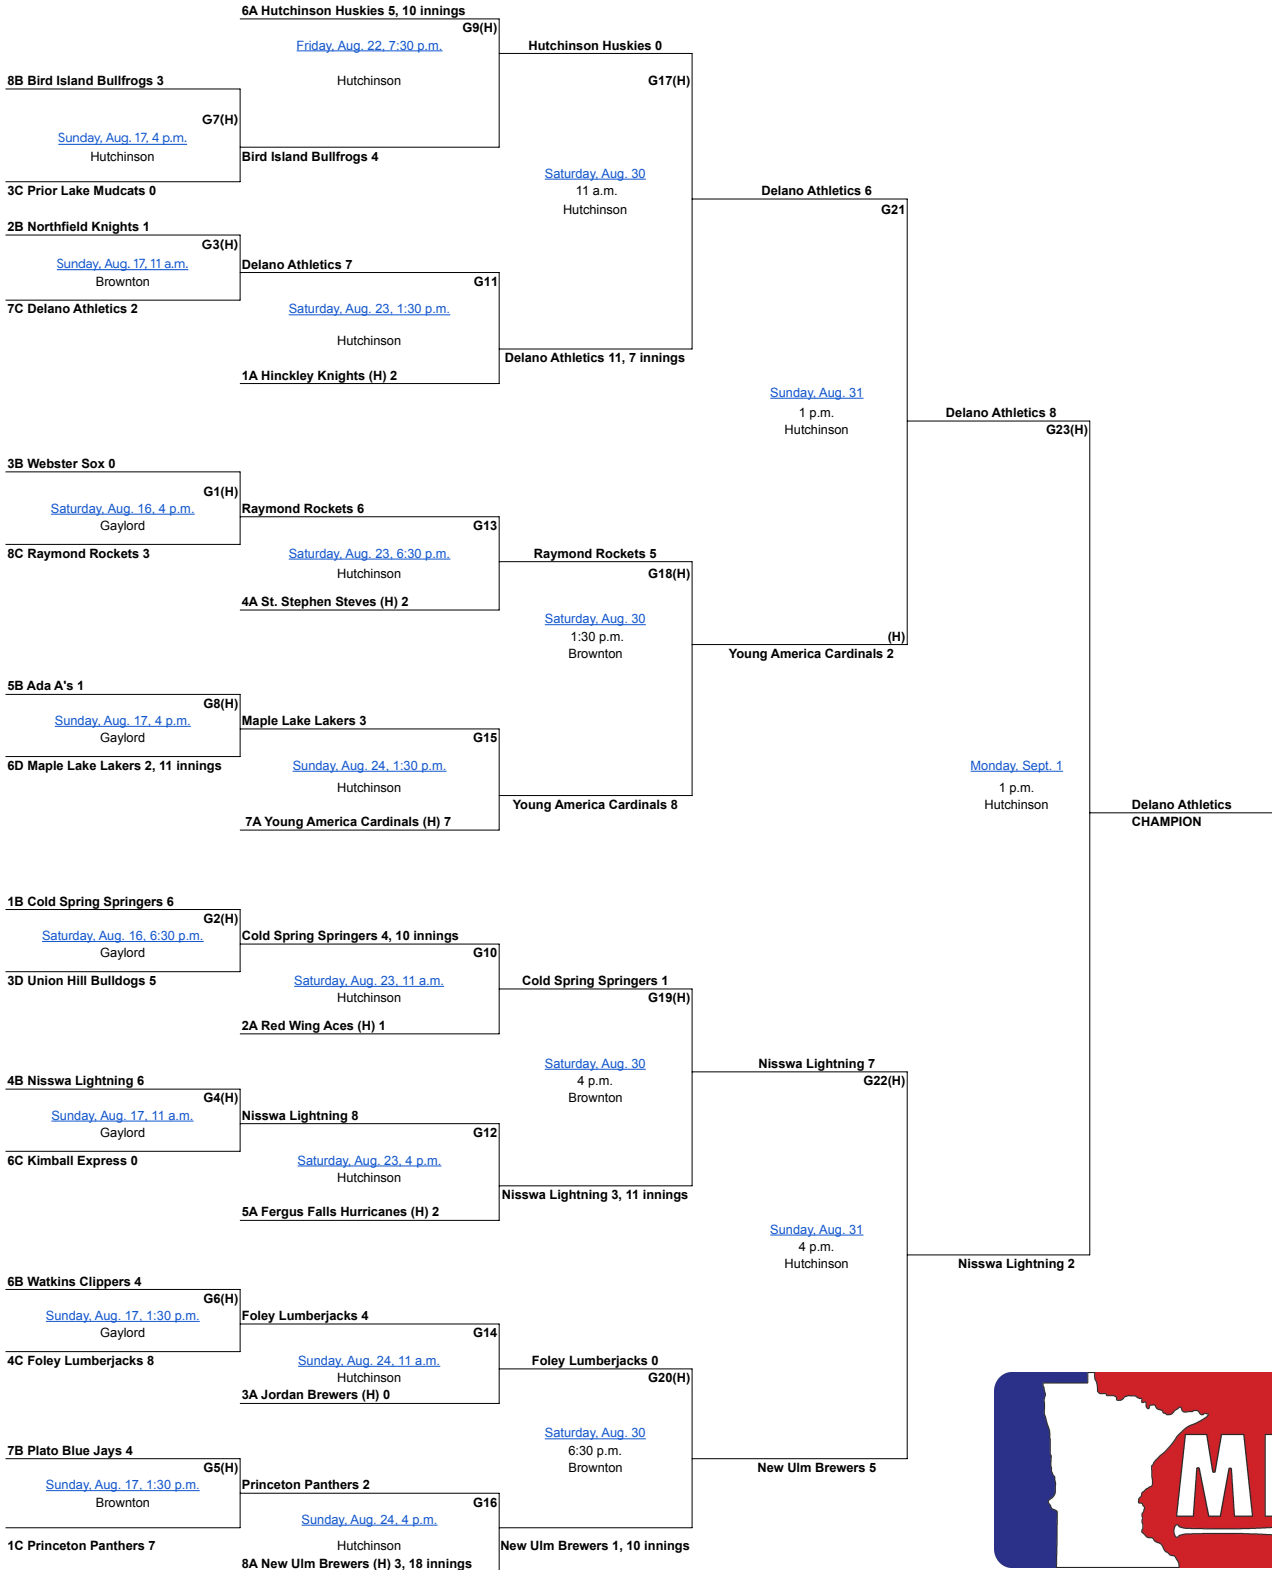 6A Hutchinson Huskies 5, 10 innings
G9(H)
Friday, Aug. 22, 7:30 p.m.
Hutchinson
Hutchinson Huskies 0
G17(H)
8B Bird Island Bullfrogs 3
G7(H)
Sunday, Aug. 17, 4 p.m.
Hutchinson
Bird Island Bullfrogs 4
3C Prior Lake Mudcats 0
Saturday, Aug. 30
11 a.m.
Hutchinson
Delano Athletics 6
G21
2B Northfield Knights 1
G3(H)
Sunday, Aug. 17, 11 a.m.
Brownton
Delano Athletics 7
G11
7C Delano Athletics 2
Saturday, Aug. 23, 1:30 p.m.
Hutchinson
Delano Athletics 11, 7 innings
1A Hinckley Knights (H) 2
Sunday, Aug. 31
1 p.m.
Hutchinson
Delano Athletics 8
G23(H)
3B Webster Sox 0
G1(H)
Saturday, Aug. 16, 4 p.m.
Gaylord
Raymond Rockets 6
G13
8C Raymond Rockets 3
Saturday, Aug. 23, 6:30 p.m.
Hutchinson
Raymond Rockets 5
G18(H)
4A St. Stephen Steves (H) 2
Saturday, Aug. 30
1:30 p.m.
Brownton
(H)
Young America Cardinals 2
5B Ada A's 1
G8(H)
Sunday, Aug. 17, 4 p.m.
Gaylord
Maple Lake Lakers 3
G15
6D Maple Lake Lakers 2, 11 innings
Sunday, Aug. 24, 1:30 p.m.
Hutchinson
Young America Cardinals 8
7A Young America Cardinals (H) 7
Monday, Sept. 1
1 p.m.
Hutchinson
Delano Athletics
CHAMPION
1B Cold Spring Springers 6
G2(H)
Saturday, Aug. 16, 6:30 p.m.
Gaylord
Cold Spring Springers 4, 10 innings
G10
3D Union Hill Bulldogs 5
Saturday, Aug. 23, 11 a.m.
Hutchinson
Cold Spring Springers 1
G19(H)
2A Red Wing Aces (H) 1
Saturday, Aug. 30
4 p.m.
Brownton
Nisswa Lightning 7
G22(H)
4B Nisswa Lightning 6
G4(H)
Sunday, Aug. 17, 11 a.m.
Gaylord
Nisswa Lightning 8
G12
6C Kimball Express 0
Saturday, Aug. 23, 4 p.m.
Hutchinson
Nisswa Lightning 3, 11 innings
5A Fergus Falls Hurricanes (H) 2
Sunday, Aug. 31
4 p.m.
Hutchinson
Nisswa Lightning 2
6B Watkins Clippers 4
G6(H)
Sunday, Aug. 17, 1:30 p.m.
Gaylord
Foley Lumberjacks 4
G14
4C Foley Lumberjacks 8
Sunday, Aug. 24, 11 a.m.
Hutchinson
Foley Lumberjacks 0
G20(H)
3A Jordan Brewers (H) 0
Saturday, Aug. 30
6:30 p.m.
Brownton
New Ulm Brewers 5
7B Plato Blue Jays 4
G5(H)
Sunday, Aug. 17, 1:30 p.m.
Brownton
Princeton Panthers 2
G16
1C Princeton Panthers 7
Sunday, Aug. 24, 4 p.m.
Hutchinson
New Ulm Brewers 1, 10 innings
8A New Ulm Brewers (H) 3, 18 innings